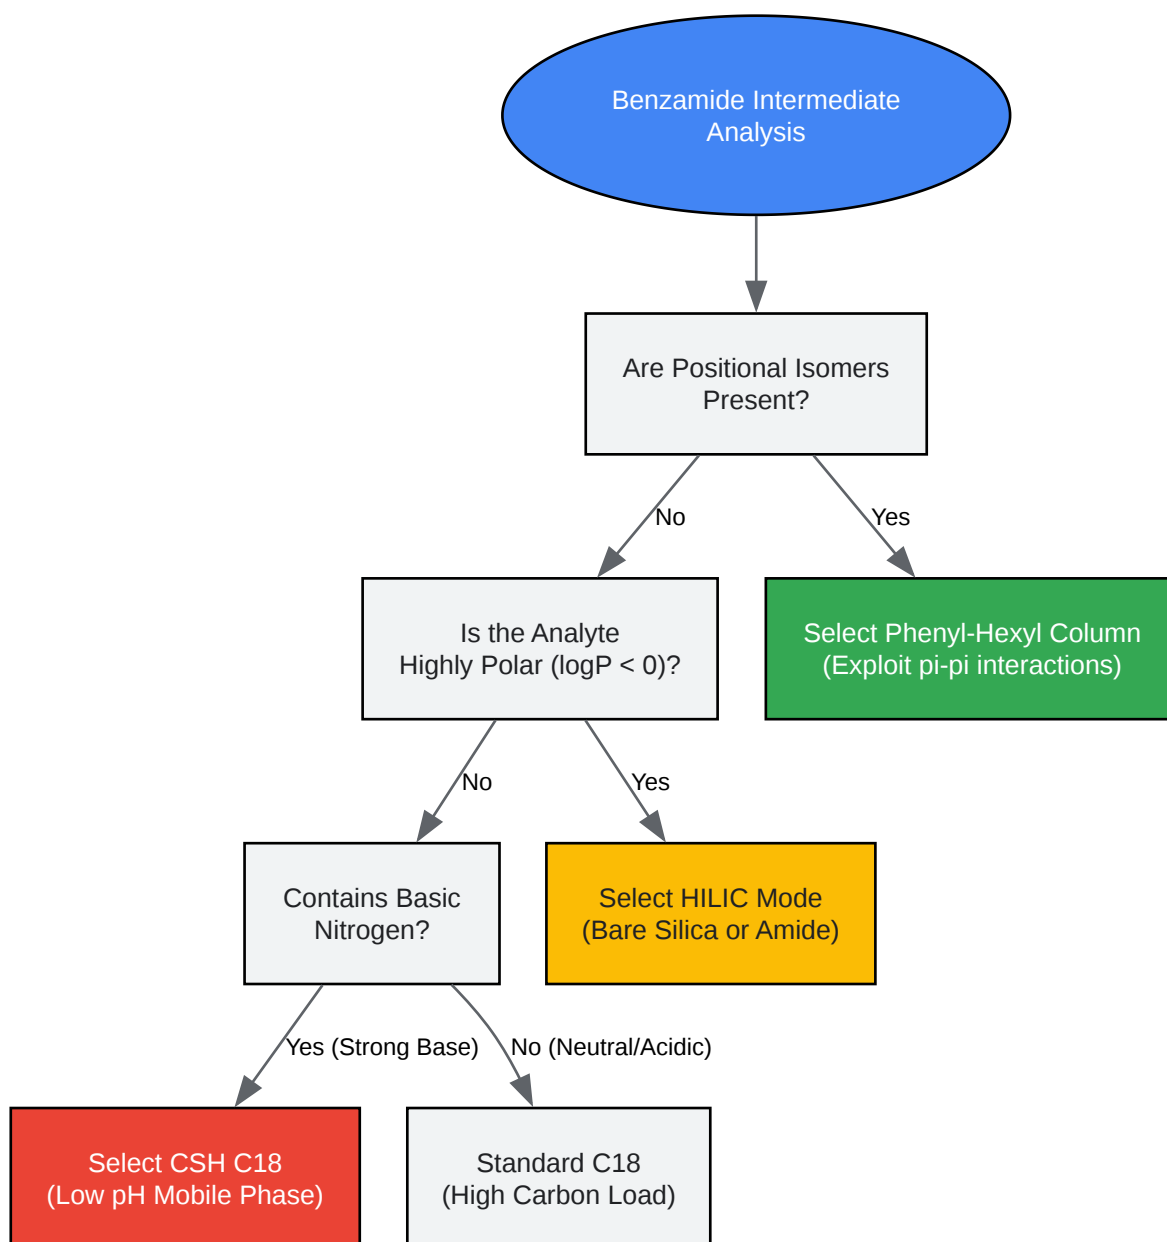 Benzamide Intermediate
Analysis
Are Positional Isomers
Present?
No
Yes
Is the Analyte
Highly Polar (logP < 0)?
Select Phenyl-Hexyl Column
(Exploit pi-pi interactions)
No
Yes
Contains Basic
Nitrogen?
Select HILIC Mode
(Bare Silica or Amide)
Yes (Strong Base)
No (Neutral/Acidic)
Select CSH C18
(Low pH Mobile Phase)
Standard C18
(High Carbon Load)